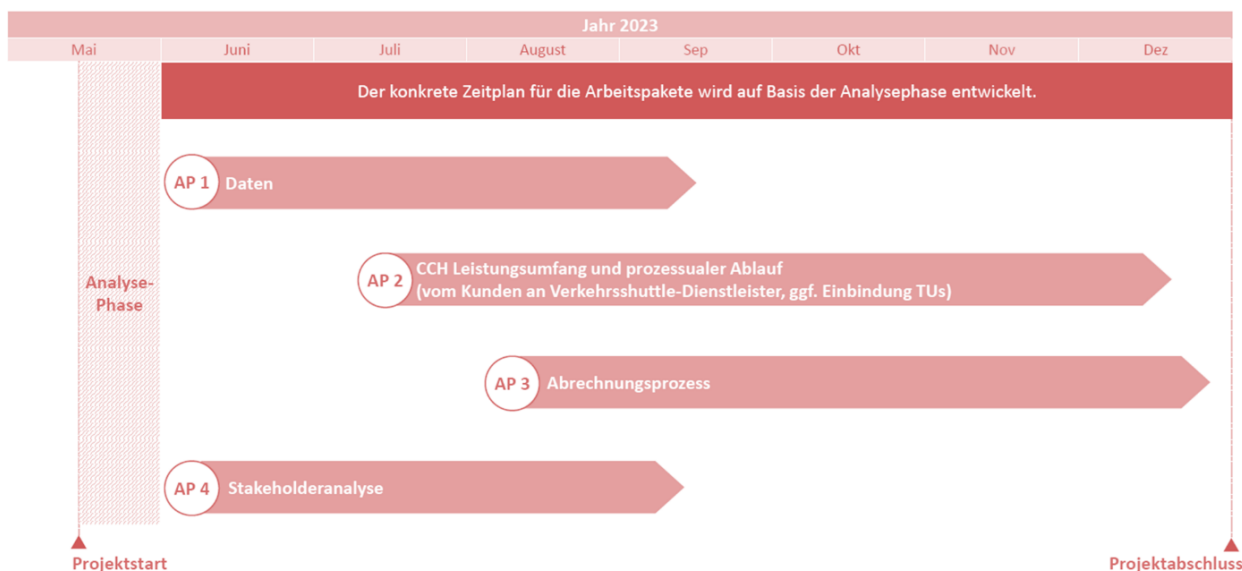 Jahr 2023
Mai Juni Juli August Sep Okt Nov Dez
Der konkrete Zeitplan für die Arbeitspakete wird auf Basis der Analysephase entwickelt.
AP 1 Daten
AP 2 CCH Leistungsumfang und prozessualer Ablauf
(vom Kunden an Verkehrsshuttle-Dienstleister, ggf. Einbindung TUs)
Analyse-
Phase
AP 3 Abrechnungsprozess
AP 4 Stakeholderanalyse
Projektstart
Projektabschluss